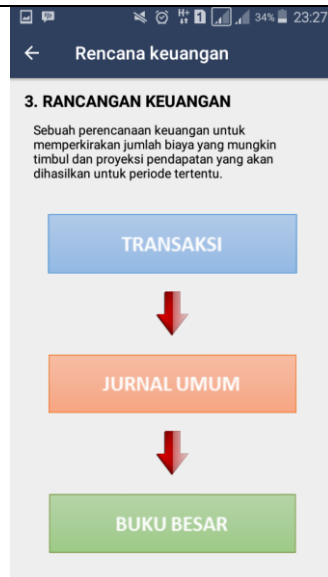 H+ 1 34% 23:27
Rencana keuangan
3. RANCANGAN KEUANGAN
Sebuah perencanaan keuangan untuk
memperkirakan jumlah biaya yang mungkin
timbul dan proyeksi pendapatan yang akan
dihasilkan untuk periode tertentu.
TRANSAKSI
JURNAL UMUM
BUKU BESAR